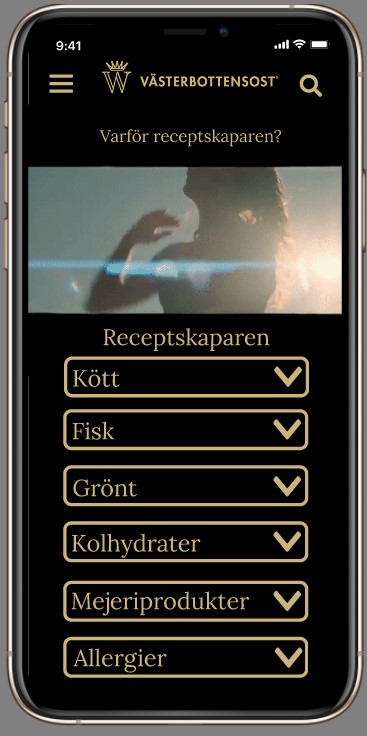 9:41
W VÄSTERBOTTENSOST®
Varför receptskaparen?
Receptskaparen
Kött
Fisk
Grönt
Kolhydrater
Mejeriprodukter
Allergier